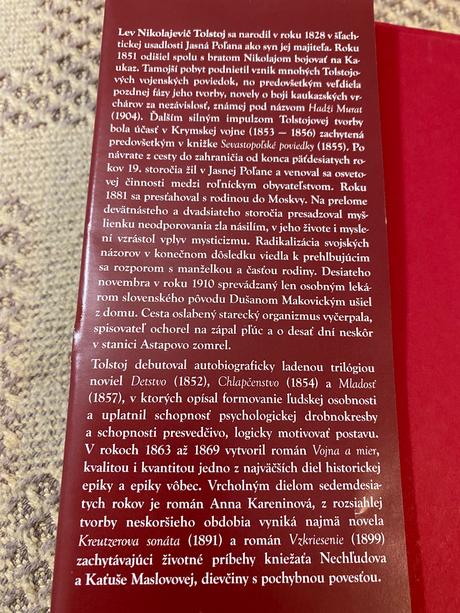 Lev Nikolajevič Tolstoj sa narodil v roku 1828 v šľach-
tickej usadlosti Jasná Poľana ako syn jej majiteľa. Roku
1851 odišiel spolu s bratom Nikolajom bojovať na Ka-
ukaz. Tamojší pobyt podnietil vznik mnohých Tolstojo-
vých vojenských poviedok, no predovšetkým veľdiela
pozdnej fázy jeho tvorby, novely o boji kaukazských vr-
chárov za nezávislosť, známej pod názvom Hadži Murat
(1904). Ďalším silným impulzom Tolstojovej tvorby
bola účasť v Krymskej vojne (1853 — 1856) zachytená
predovšetkým v knižke Sevastopoľské poviedky (1855). Po
návrate z cesty do zahraničia od konca päťdesiatych ro-
kov 19. storočia žil v Jasnej Poľane a venoval sa osveto-
vej činnosti medzi roľníckym obyvateľstvom. Roku
1881 sa presťahoval s rodinou do Moskvy. Na prelome
devätnásteho a dvadsiateho storočia presadzoval myš-
lienku neodporovania zla násilím, v jeho živote i mysle-
ní vzrástol vplyv mysticizmu. Radikalizácia svojských
názorov v konečnom dôsledku viedla k prehlbujúcim
sa rozporom s manželkou a časťou rodiny. Desiateho
novembra v roku 1910 sprevádzaný len osobným leká-
rom slovenského pôvodu Dušanom Makovickým ušiel
z domu. Cesta oslabený starecký organizmus vyčerpala,
spisovateľ ochorel na zápal pľúc a o desať dní neskôr
v stanici Astapovo zomrel.
Tolstoj debutoval autobiograficky ladenou trilógiou
noviel Detstvo (1852), Chlapčenstvo (1854) a Mladosť
(1857), v ktorých opísal formovanie ľudskej osobnosti
a uplatnil schopnosť psychologickej drobnokresby
a schopnosti presvedčivo, logicky motivovať postavu.
V rokoch 1863 až 1869 vytvoril román Vojna a mier,
kvalitou i kvantitou jedno z najväčších diel historickej
epiky a epiky vôbec. Vrcholným dielom sedemdesia-
tych rokov je román Anna Kareninová, z rozsiahlej
tvorby neskoršieho obdobia vyniká najmä novela
Kreutzerova sonáta (1891) a román Vzkriesenie (1899)
zachytávajúci životné príbehy kniežaťa Nechľudova
a Kaťuše Maslovovej, dievčiny s pochybnou povesťou.